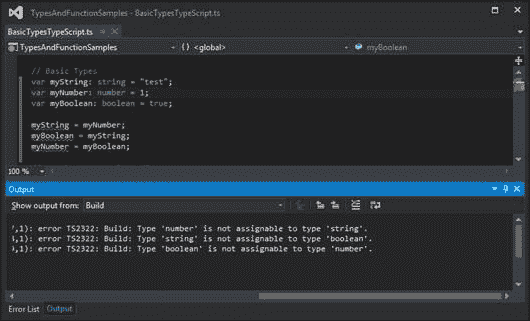 TypesAndFunctionSamples - BasicTypesTypeScript.ts
BasicTypesTypeScript.ts
TypesAndFunctionSamples
{} <global>
myBoolean
// Basic Types
var myString: string = "test";
var myNumber: number = 1;
var myBoolean: boolean = true;
myString = myNumber;
myBoolean = myString;
myNumber = myBoolean;
100 %
Output
Show output from: Build
,1): error TS2322: Build: Type 'number' is not assignable to type 'string'.
,1): error TS2322: Build: Type 'string' is not assignable to type 'boolean'.
,1): error TS2322: Build: Type 'boolean' is not assignable to type 'number'.
Error List Output